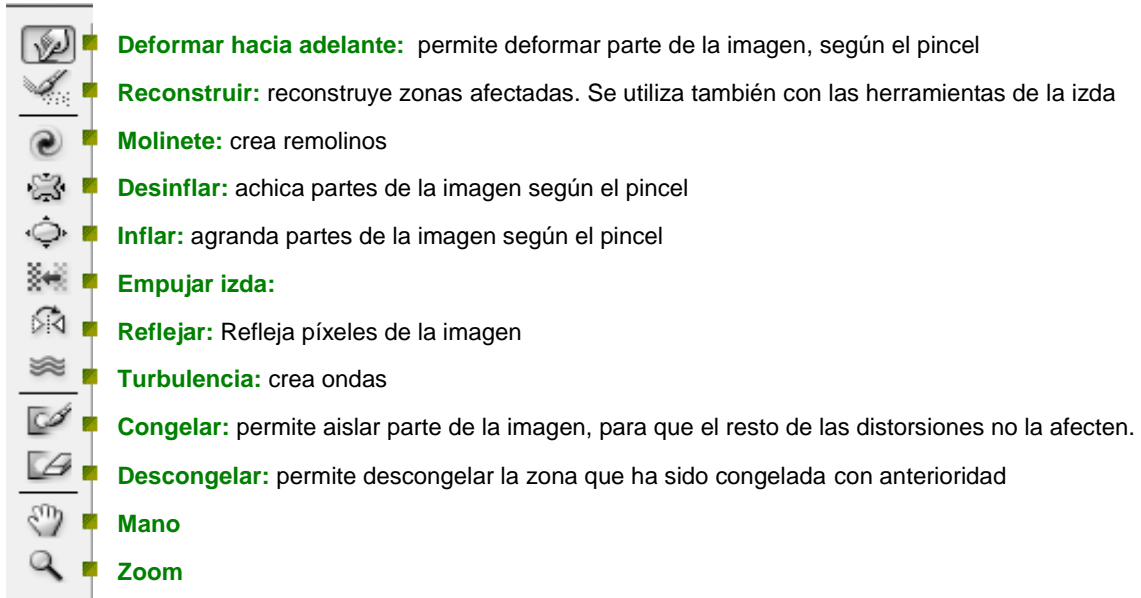 Deformar hacia adelante: permite deformar parte de la imagen, según el pincel
Reconstruir: reconstruye zonas afectadas. Se utiliza también con las herramientas de la izda
Molinete: crea remolinos
Desinflar: achica partes de la imagen según el pincel
Inflar: agranda partes de la imagen según el pincel
Empujar izda:
Reflejar: Refleja píxeles de la imagen
Turbulencia: crea ondas
Congelar: permite aislar parte de la imagen, para que el resto de las distorsiones no la afecten.
Descongelar: permite descongelar la zona que ha sido congelada con anterioridad
Mano
Zoom